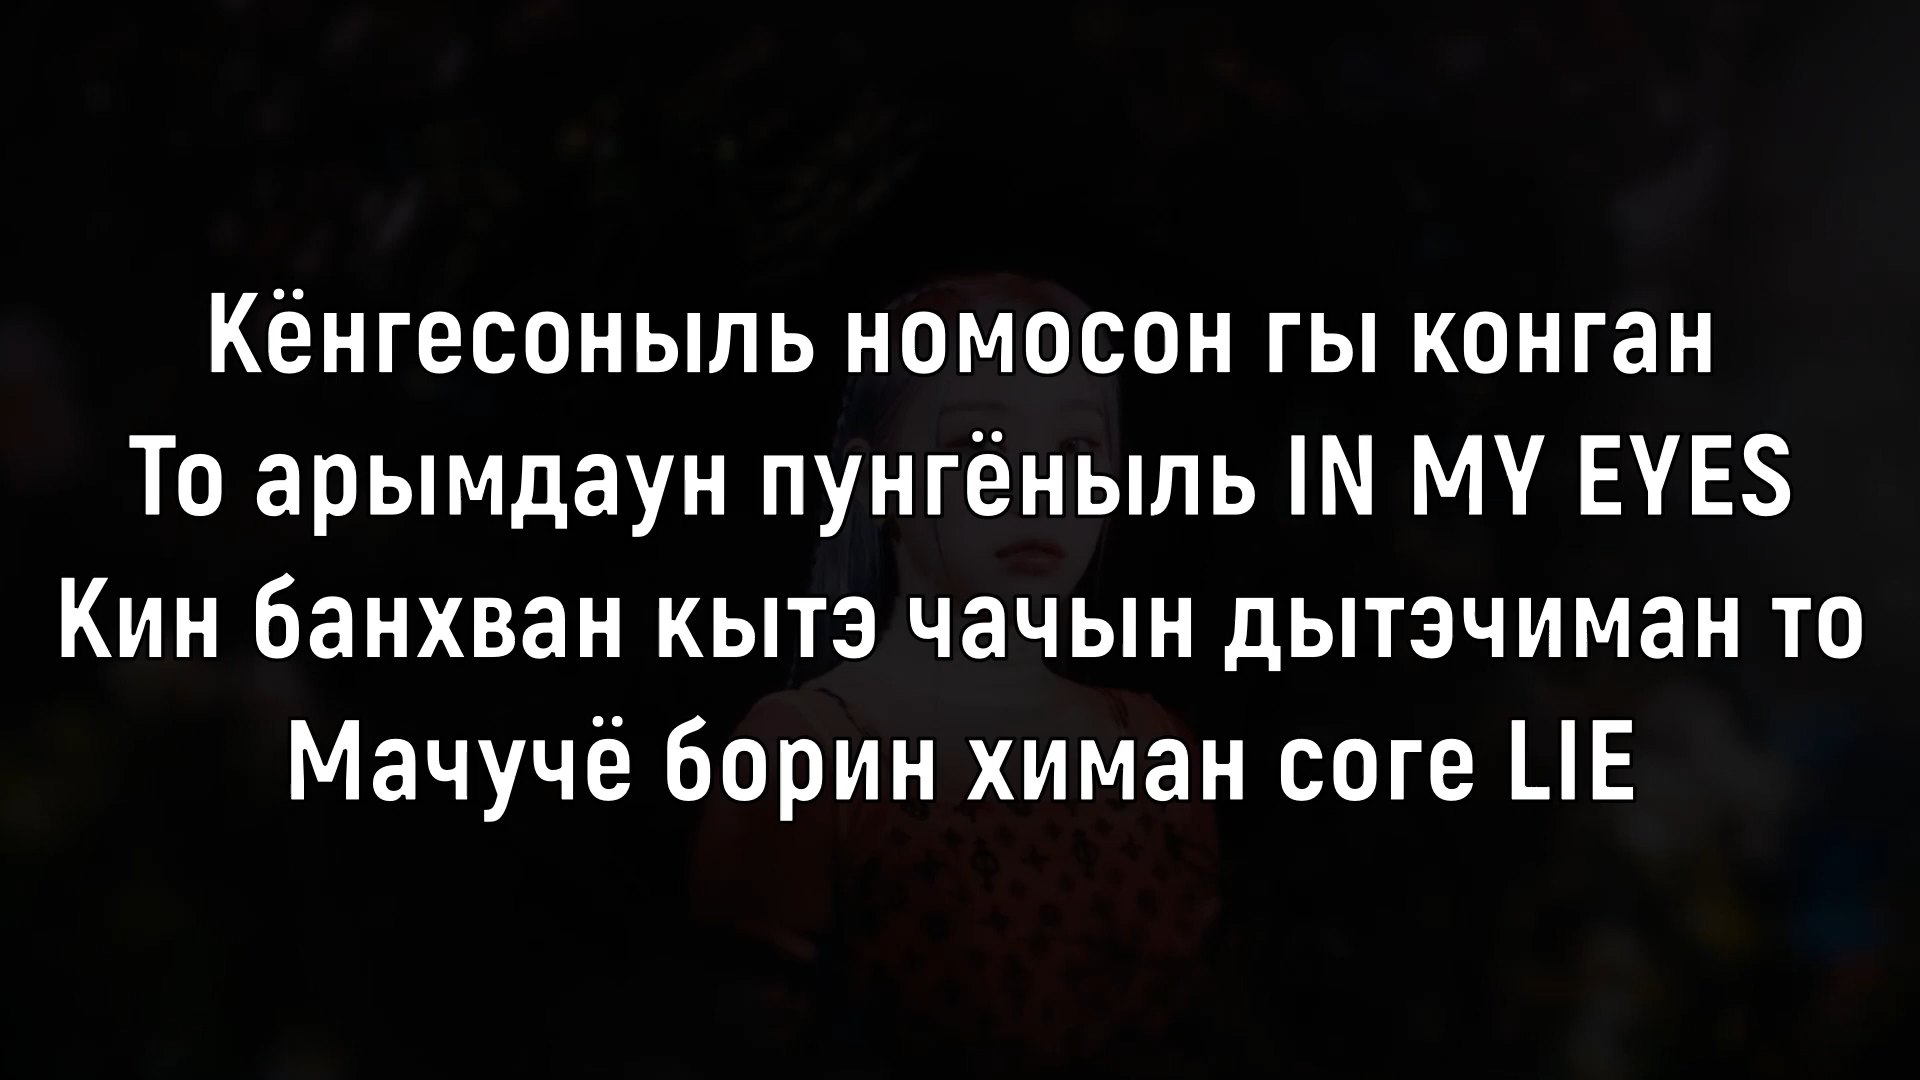 Кёнгесоныль номосон гы конган
То арымдаун пунгёныль IN MY EYES
Кин банхван кытэ чачын дытэчиман то
Мачучё борин химан соге LIE